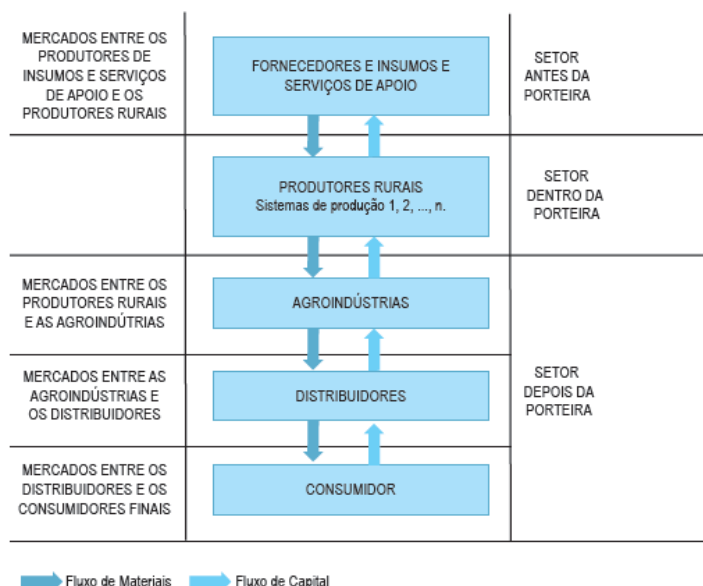 MERCADOS ENTRE OS
PRODUTORES DE
INSUMOS E SERVIÇOS
DE APOIO E OS
PRODUTORES RURAIS
FORNECEDORES E INSUMOS E
SERVIÇOS DE APOIO
SETOR
ANTES DA
PORTEIRA
PRODUTORES RURAIS
Sistemas de produção 1, 2, ..., n.
SETOR
DENTRO DA
PORTEIRA
MERCADOS ENTRE OS
PRODUTORES RURAIS
E AS AGROINDÚTRIAS
AGROINDÚSTRIAS
MERCADOS ENTRE AS
AGROINDÚSTRIAS E
OS DISTRIBUIDORES
DISTRIBUIDORES
SETOR
DEPOIS DA
PORTEIRA
MERCADOS ENTRE OS
DISTRIBUIDORES E OS
CONSUMIDORES FINAIS
CONSUMIDOR
Fluxo de Materiais
Fluxo de Capital